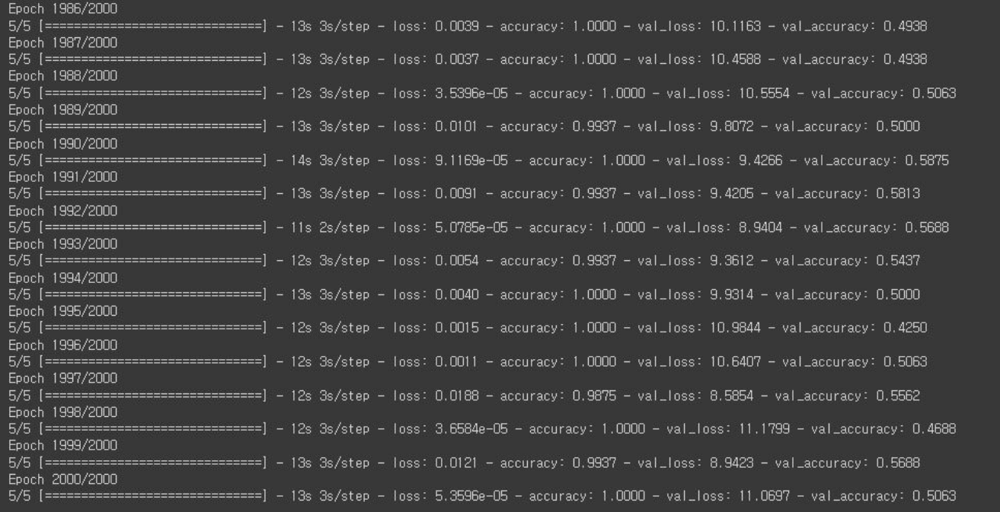 Epoch 1986/2000
5/5 [==============================] - 13s 3s/step - loss: 0.0039 - accuracy: 1.0000 - val_loss: 10.1163 - val_accuracy: 0.4938
Epoch 1987/2000
5/5 [==============================] - 13s 3s/step - loss: 0.0037 - accuracy: 1.0000 - val_loss: 10.4588 - val_accuracy: 0.4938
Epoch 1988/2000
5/5 [==============================] - 12s 3s/step - loss: 3.5396e-05 - accuracy: 1.0000 - val_loss: 10.5554 - val_accuracy: 0.5063
Epoch 1989/2000
5/5 [==============================] - 13s 3s/step - loss: 0.0101 - accuracy: 0.9937 - val_loss: 9.8072 - val_accuracy: 0.5000
Epoch 1990/2000
5/5 [==============================] - 14s 3s/step - loss: 9.1169e-05 - accuracy: 1.0000 - val_loss: 9.4266 - val_accuracy: 0.5875
Epoch 1991/2000
5/5 [==============================] - 13s 3s/step - loss: 0.0091 - accuracy: 0.9937 - val_loss: 9.4205 - val_accuracy: 0.5813
Epoch 1992/2000
5/5 [==============================] - 11s 2s/step - loss: 5.0785e-05 - accuracy: 1.0000 - val_loss: 8.9404 - val_accuracy: 0.5688
Epoch 1993/2000
5/5 [==============================] - 12s 3s/step - loss: 0.0054 - accuracy: 0.9937 - val_loss: 9.3612 - val_accuracy: 0.5437
Epoch 1994/2000
5/5 [==============================] - 13s 3s/step - loss: 0.0040 - accuracy: 1.0000 - val_loss: 9.9314 - val_accuracy: 0.5000
Epoch 1995/2000
5/5 [==============================] - 12s 3s/step - loss: 0.0015 - accuracy: 1.0000 - val_loss: 10.9844 - val_accuracy: 0.4250
Epoch 1996/2000
5/5 [==============================] - 12s 3s/step - loss: 0.0011 - accuracy: 1.0000 - val_loss: 10.6407 - val_accuracy: 0.5063
Epoch 1997/2000
5/5 [==============================] - 12s 3s/step - loss: 0.0188 - accuracy: 0.9875 - val_loss: 8.5854 - val_accuracy: 0.5562
Epoch 1998/2000
5/5 [==============================] - 12s 3s/step - loss: 3.6584e-05 - accuracy: 1.0000 - val_loss: 11.1799 - val_accuracy: 0.4688
Epoch 1999/2000
5/5 [==============================] - 13s 3s/step - loss: 0.0121 - accuracy: 0.9937 - val_loss: 8.9423 - val_accuracy: 0.5688
Epoch 2000/2000
5/5 [==============================] - 13s 3s/step - loss: 5.3596e-05 - accuracy: 1.0000 - val_loss: 11.0697 - val_accuracy: 0.5063